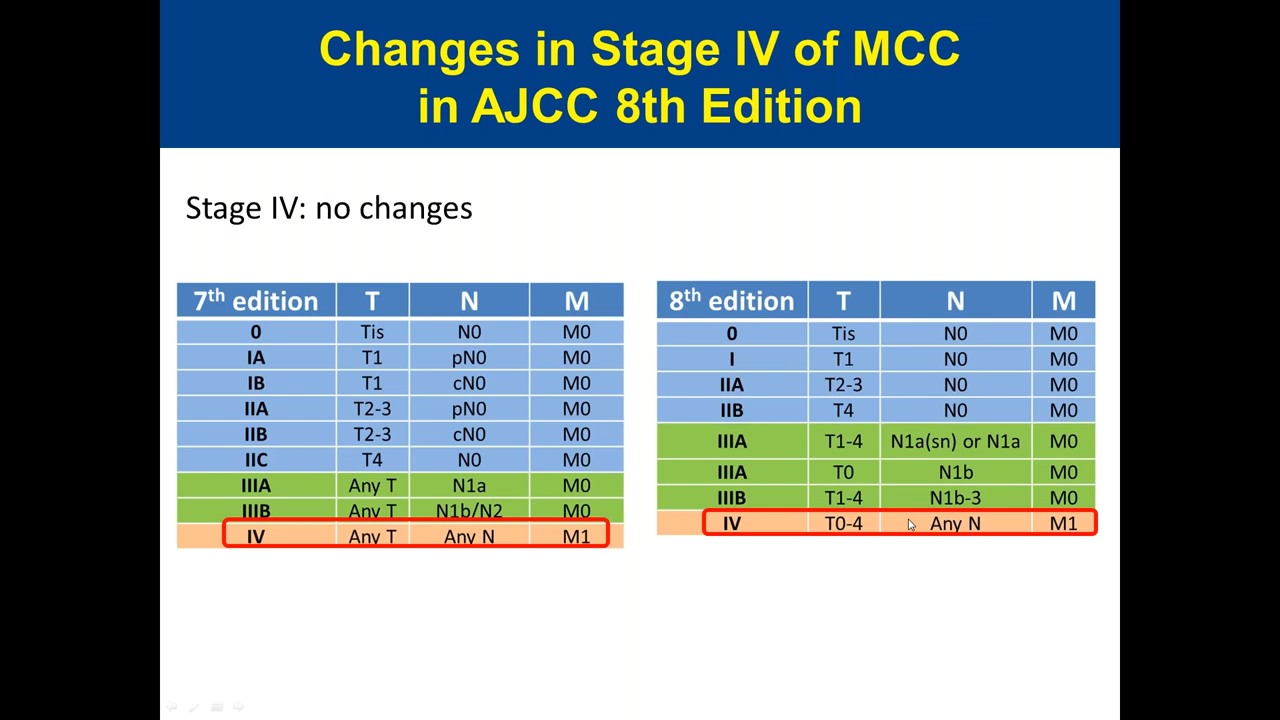 Changes in Stage IV of MCC
in AJCC 8th Edition
Stage IV: no changes
7th edition T N M
0 Tis N0 M0
IA T1 pN0 M0
IB T1 cN0 M0
IIA T2-3 pN0 M0
IIB T2-3 cN0 M0
IIC T4 N0 M0
IIIA Any T N1a M0
IIIB Any T N1b/N2 M0
IV Any T Any N M1
8th edition T N M
0 Tis N0 M0
I T1 N0 M0
IIA T2-3 N0 M0
IIB T4 N0 M0
IIIA T1-4 N1a(sn) or N1a M0
IIIA T0 N1b M0
IIIB T1-4 N1b-3 M0
IV T0-4 Any N M1